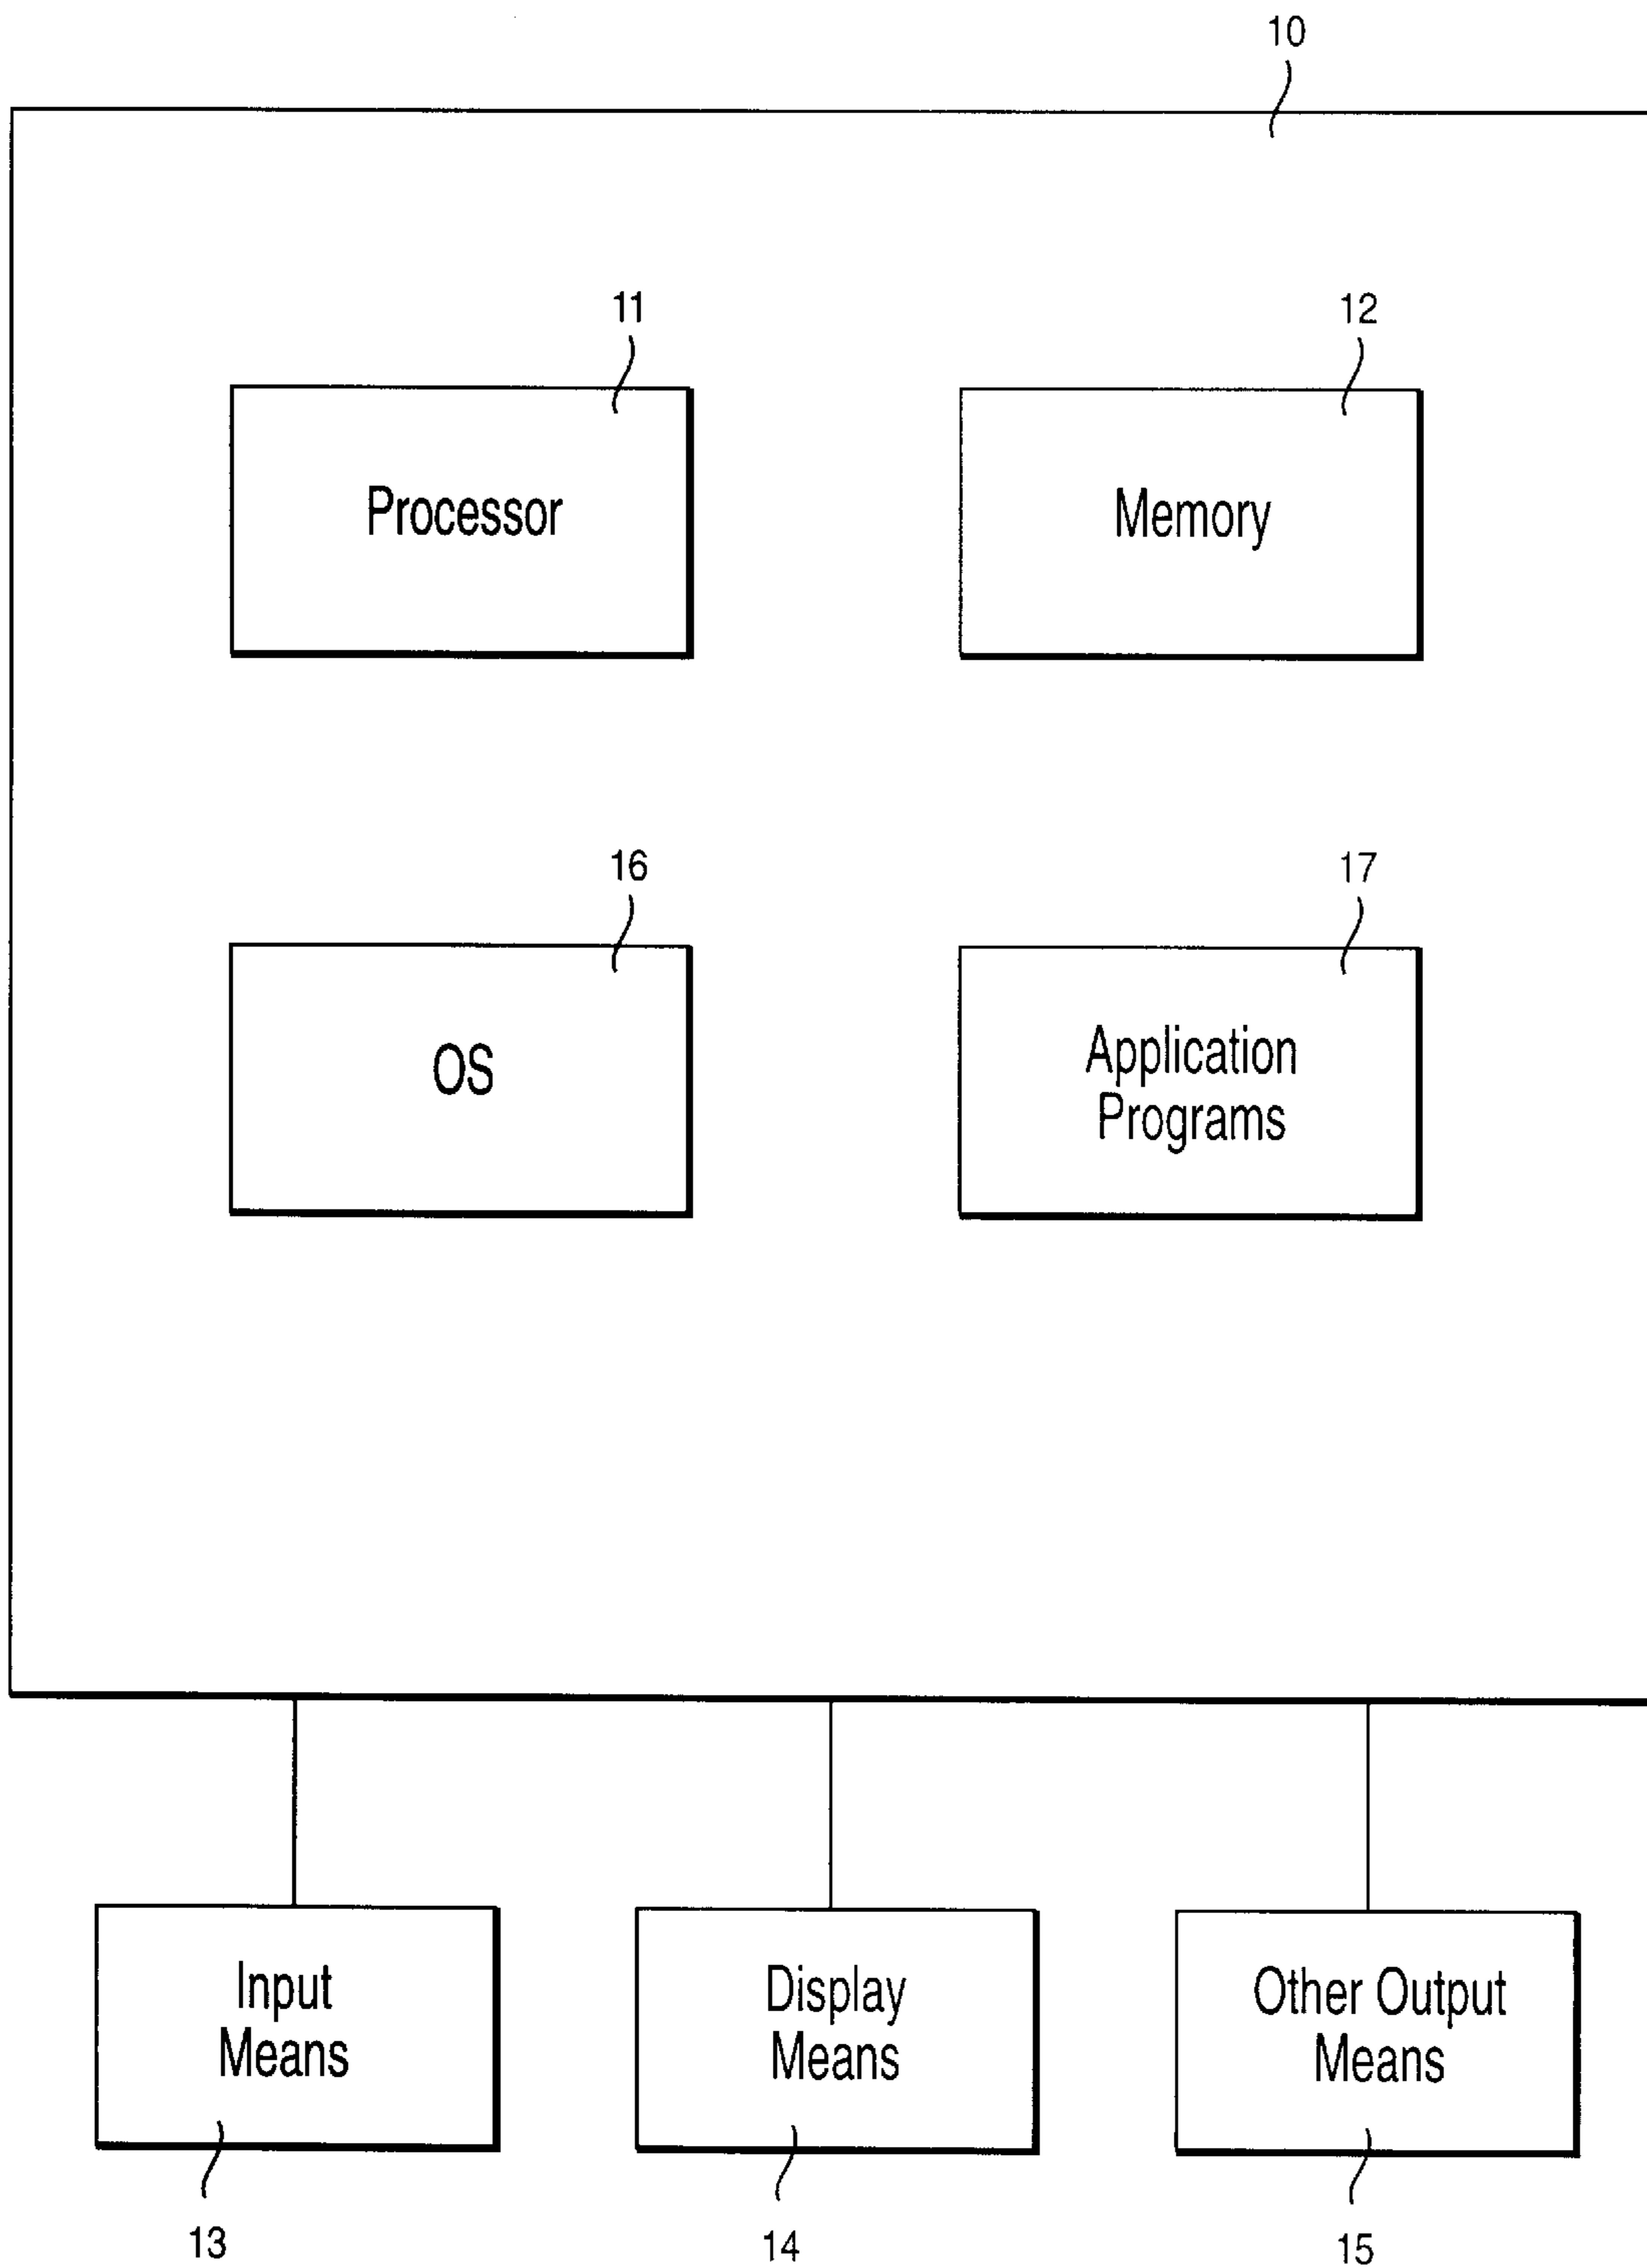 10
11
12
Processor
Memory
16
17
OS
Application
Programs
Input
Means
Display
Means
Other Output
Means
13
14
15